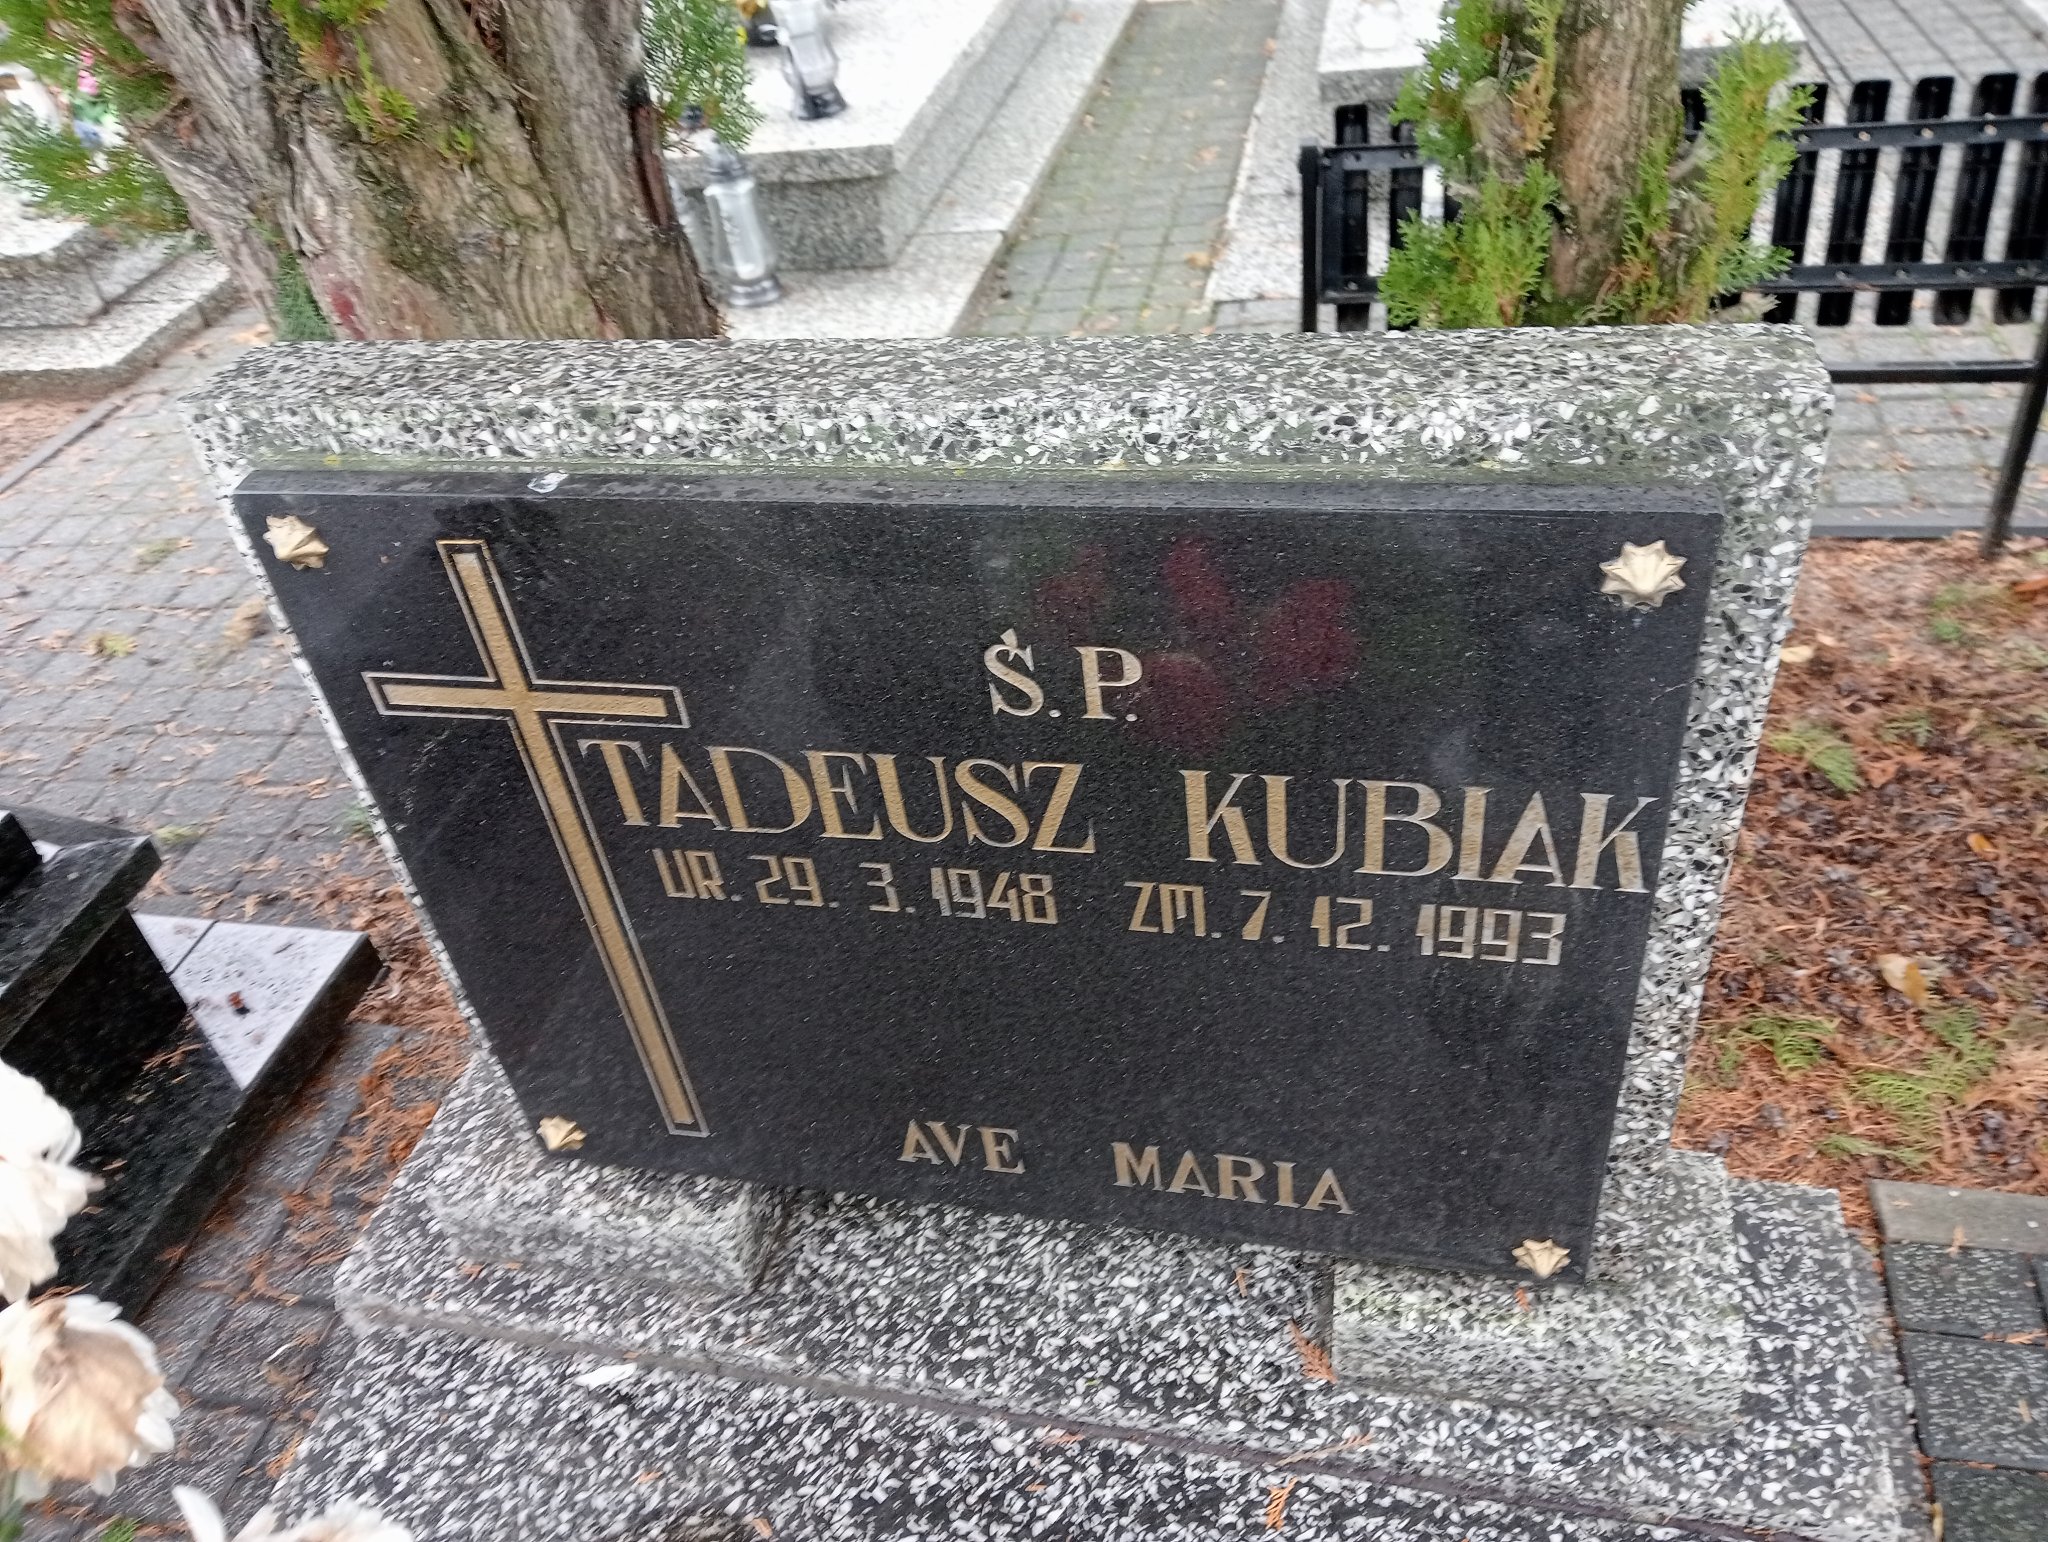 Ś.P.
TADEUSZ KUBIAK
UR. 29. 3. 1948 ZM. 7. 12. 1993
AVE MARIA